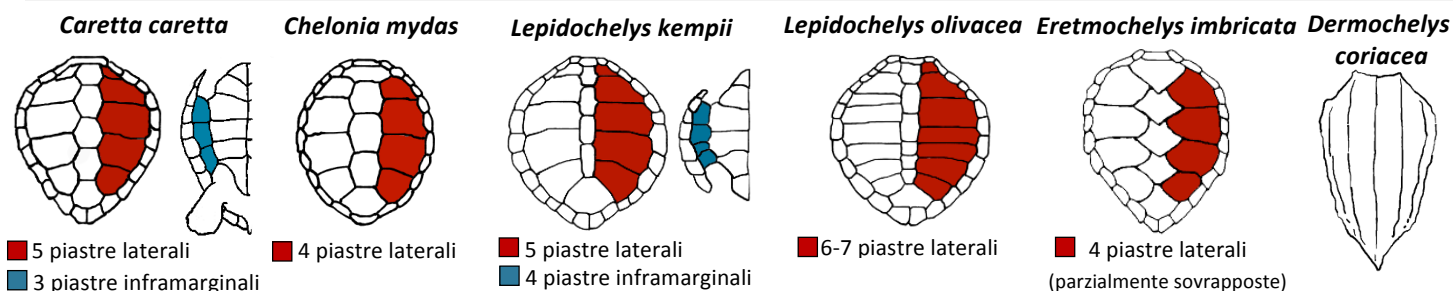 Caretta caretta
5 piastre laterali
3 piastre inframarginali
Chelonia mydas
4 piastre laterali
Lepidochelys kempii
5 piastre laterali
4 piastre inframarginali
Lepidochelys olivacea
6-7 piastre laterali
Eretmochelys imbricata
4 piastre laterali
(parzialmente sovrapposte)
Dermochelys
coriacea